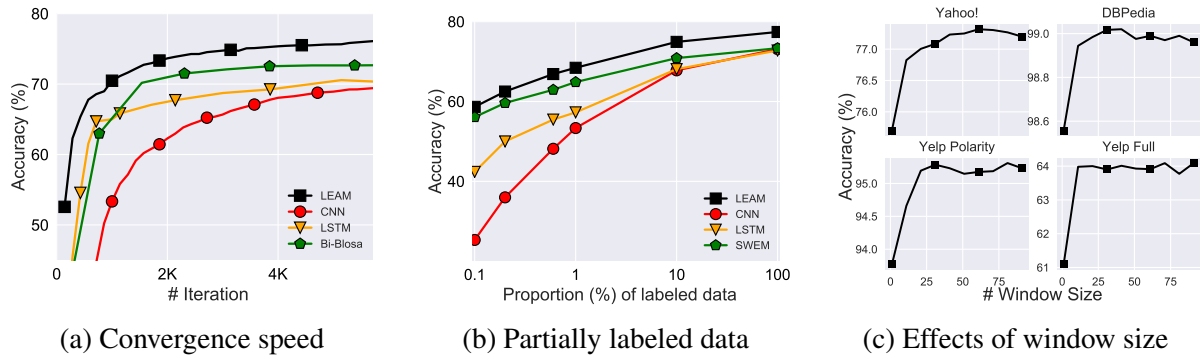 80
70
60
50
Accuracy (%)
0
2K
4K
# Iteration
LEAM
CNN
LSTM
Bi-Blosa
(a) Convergence speed
80
60
40
Accuracy (%)
0.1
1
10
100
Proportion (%) of labeled data
LEAM
CNN
LSTM
SWEM
(b) Partially labeled data
Yahoo!
77.0
76.5
76.0
DBPedia
99.0
98.8
98.6
Accuracy (%)
Yelp Polarity
95.0
94.5
94.0
0
25
50
75
Yelp Full
64
63
62
61
0
25
50
75
# Window Size
(c) Effects of window size